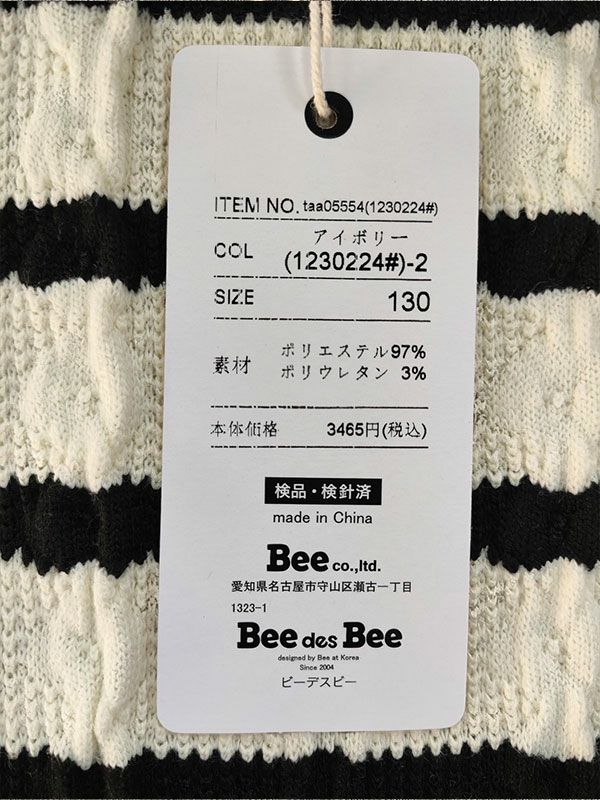 ITEM NO. taa05554(1230224#)
COL アイボリー
(1230224#)-2
SIZE 130
素材 ポリエステル97%
ポリウレタン 3%
本体価格 3465円(税込)
検品・検針済
made in China
Bee co.,ltd.
愛知県名古屋市守山区瀬古一丁目
1323-1
Bee des Bee
designed by Bee at Korea
Since 2004
ビーデスビー